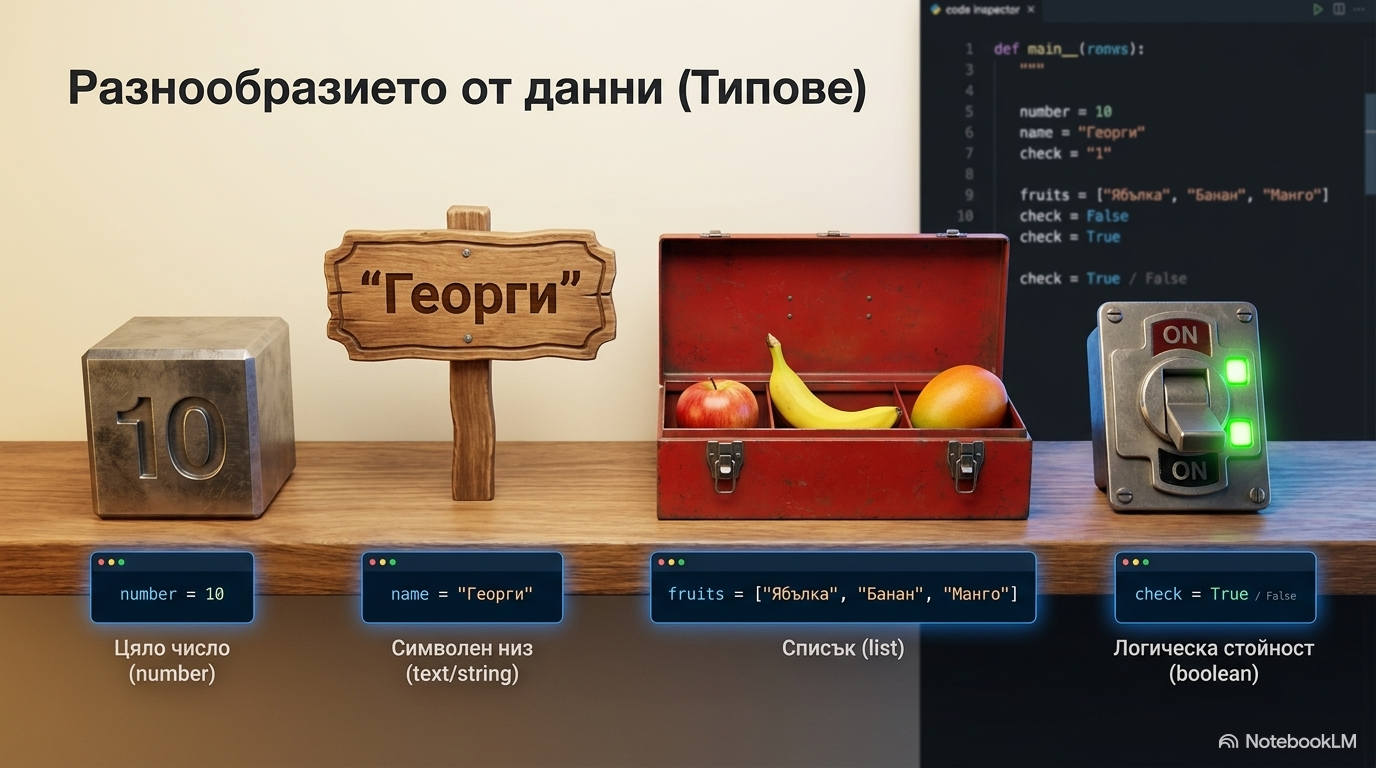 Разнообразието от данни (Типове)
code inspector ×
1 def main__(
3 """
4
5 number = 10
6 name = "Георги"
7 check = "1"
8
9 fruits = ["Ябълка", "Банан", "Манго"]
10 check = False
check = True
check = True / False
10
“Георги”
ON
ON
number = 10
name = "Георги"
fruits = ["Ябълка", "Банан", "Манго"]
check = True / False
Цяло число
(number)
Символен низ
(text/string)
Списък (list)
Логическа стойност
(boolean)
NotebookLM